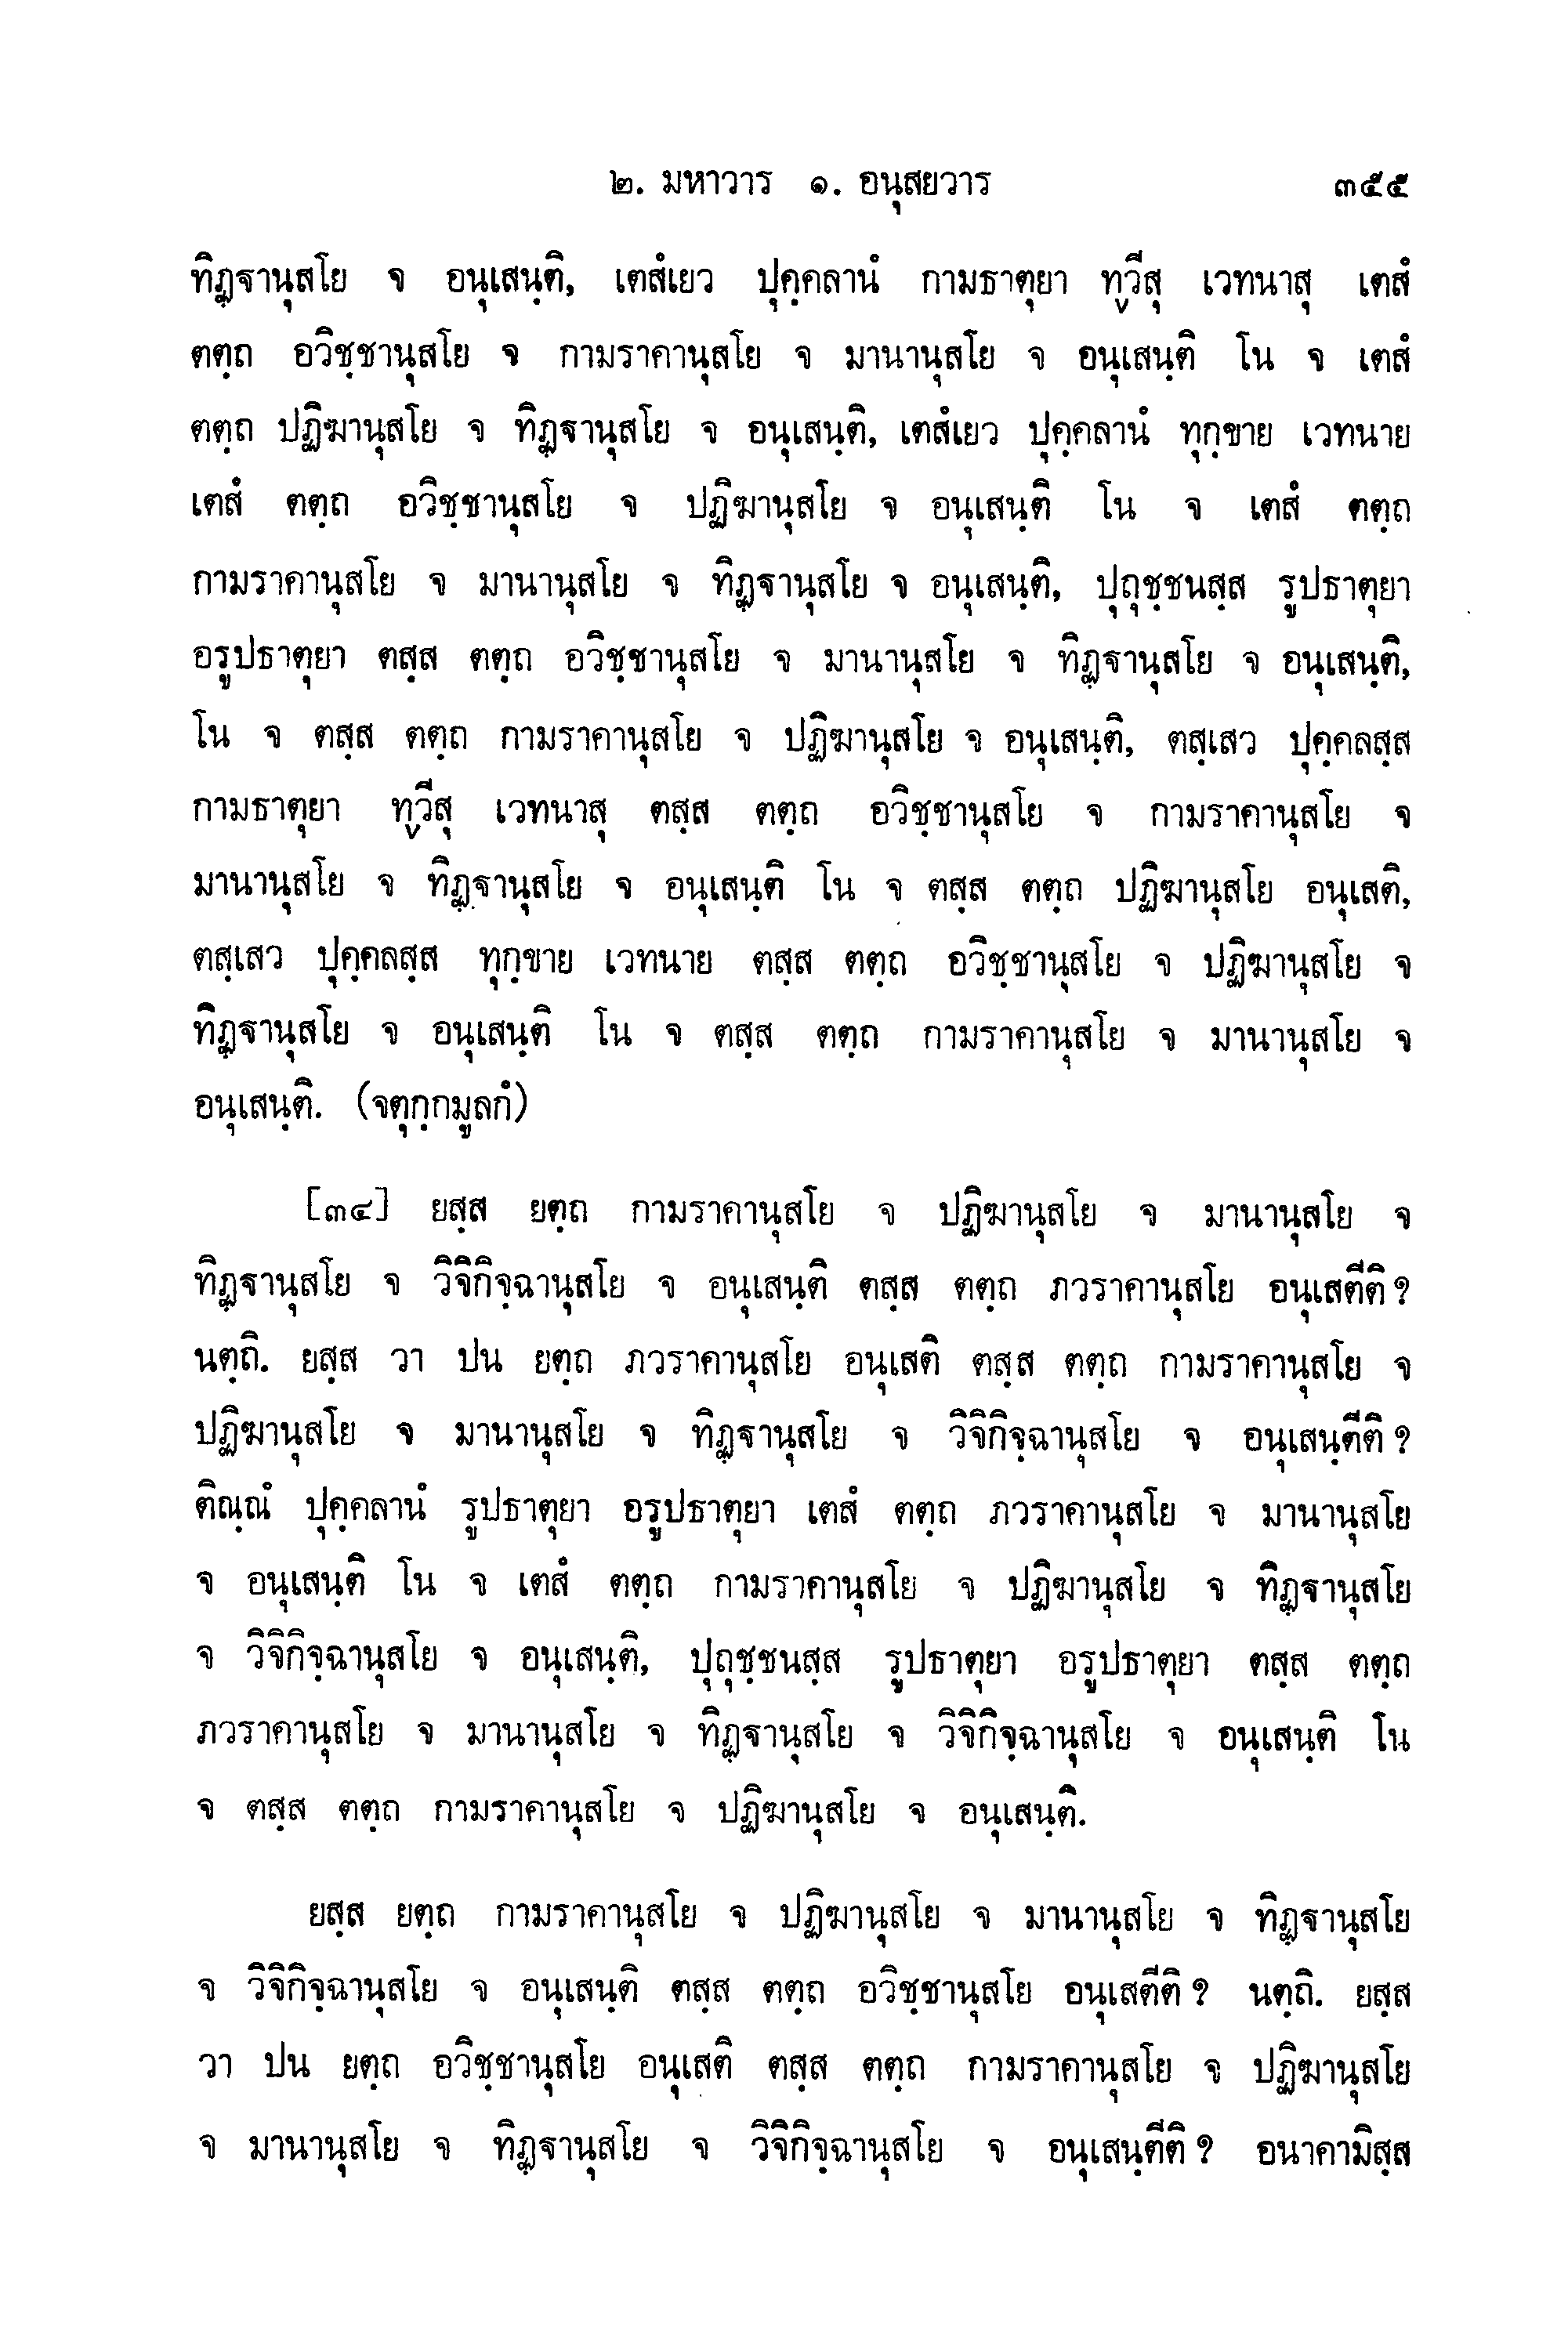 ๒. มหาวาร ๑. อนุสยวาร ๓๕๕
ทิฏฺฐานุสโย จ อนุเสนฺติ, เตสํเยว ปุคฺคลานํ กามธาตุยา ทฺวีสุ เวทนาสุ เตสํ
ตตฺถ อวิชฺชานุสโย จ กามราคานุสโย จ มานานุสโย จ อนุเสนฺติ โน จ เตสํ
ตตฺถ ปฏิฆานุสโย จ ทิฏฺฐานุสโย จ อนุเสนฺติ, เตสํเยว ปุคฺคลานํ ทุกฺขาย เวทนาย
เตสํ ตตฺถ อวิชฺชานุสโย จ ปฏิฆานุสโย จ อนุเสนฺติ โน จ เตสํ ตตฺถ
กามราคานุสโย จ มานานุสโย จ ทิฏฺฐานุสโย จ อนุเสนฺติ, ปุถุชฺชนสฺส รูปธาตุยา
อรูปธาตุยา ตสฺส ตตฺถ อวิชฺชานุสโย จ มานานุสโย จ ทิฏฺฐานุสโย จ อนุเสนฺติ,
โน จ ตสฺส ตตฺถ กามราคานุสโย จ ปฏิฆานุสโย จ อนุเสนฺติ, ตสฺเสว ปุคฺคลสฺส
กามธาตุยา ทฺวีสุ เวทนาสุ ตสฺส ตตฺถ อวิชฺชานุสโย จ กามราคานุสโย จ
มานานุสโย จ ทิฏฺฐานุสโย จ อนุเสนฺติ โน จ ตสฺส ตตฺถ ปฏิฆานุสโย อนุเสติ,
ตสฺเสว ปุคฺคลสฺส ทุกฺขาย เวทนาย ตสฺส ตตฺถ อวิชฺชานุสโย จ ปฏิฆานุสโย จ
ทิฏฺฐานุสโย จ อนุเสนฺติ โน จ ตสฺส ตตฺถ กามราคานุสโย จ มานานุสโย จ
อนุเสนฺติ. (จตุกฺกมูลกํ)
[๓๔] ยสฺส ยตฺถ กามราคานุสโย จ ปฏิฆานุสโย จ มานานุสโย จ
ทิฏฺฐานุสโย จ วิจิกิจฺฉานุสโย จ อนุเสนฺติ ตสฺส ตตฺถ ภวราคานุสโย อนุเสตีติ ?
นตฺถิ. ยสฺส วา ปน ยตฺถ ภวราคานุสโย อนุเสติ ตสฺส ตตฺถ กามราคานุสโย จ
ปฏิฆานุสโย จ มานานุสโย จ ทิฏฺฐานุสโย จ วิจิกิจฺฉานุสโย จ อนุเสนฺตีติ ?
ติณฺณํ ปุคฺคลานํ รูปธาตุยา อรูปธาตุยา เตสํ ตตฺถ ภวราคานุสโย จ มานานุสโย
จ อนุเสนฺติ โน จ เตสํ ตตฺถ กามราคานุสโย จ ปฏิฆานุสโย จ ทิฏฺฐานุสโย
จ วิจิกิจฺฉานุสโย จ อนุเสนฺติ, ปุถุชฺชนสฺส รูปธาตุยา อรูปธาตุยา ตสฺส ตตฺถ
ภวราคานุสโย จ มานานุสโย จ ทิฏฺฐานุสโย จ วิจิกิจฺฉานุสโย จ อนุเสนฺติ โน
จ ตสฺส ตตฺถ กามราคานุสโย จ ปฏิฆานุสโย จ อนุเสนฺติ.
ยสฺส ยตฺถ กามราคานุสโย จ ปฏิฆานุสโย จ มานานุสโย จ ทิฏฺฐานุสโย
จ วิจิกิจฺฉานุสโย จ อนุเสนฺติ ตสฺส ตตฺถ อวิชฺชานุสโย อนุเสตีติ ? นตฺถิ. ยสฺส
วา ปน ยตฺถ อวิชฺชานุสโย อนุเสติ ตสฺส ตตฺถ กามราคานุสโย จ ปฏิฆานุสโย
จ มานานุสโย จ ทิฏฺฐานุสโย จ วิจิกิจฺฉานุสโย จ อนุเสนฺตีติ ? อนาคามิสฺส